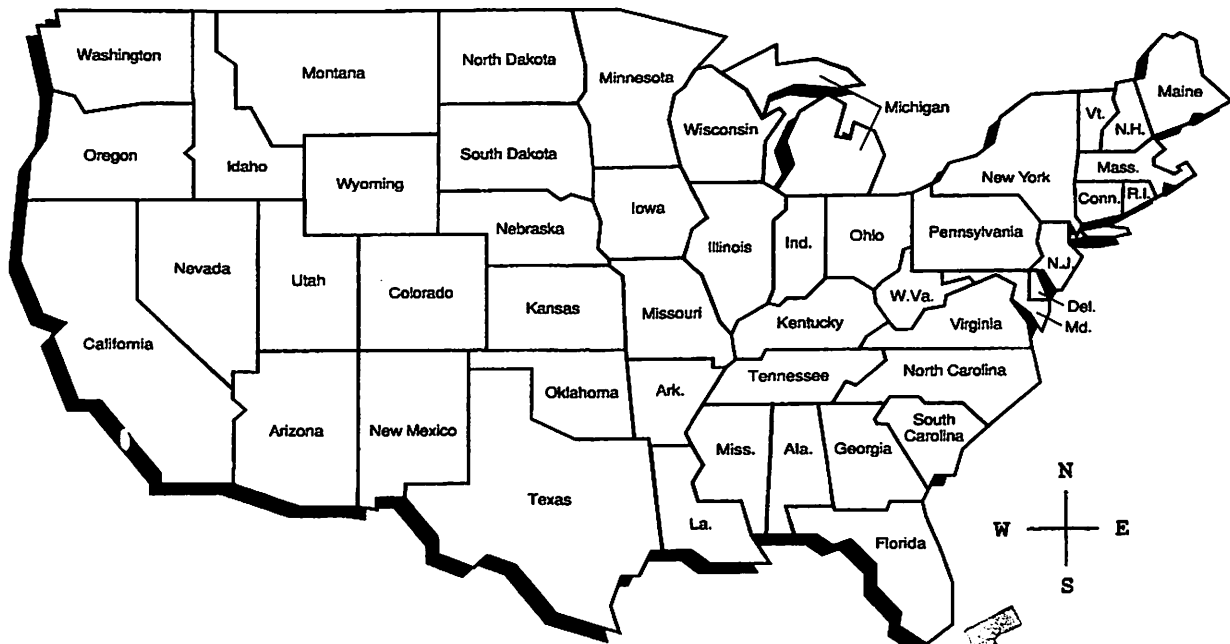 Washington
Montana
North Dakota
Minnesota
Michigan
Maine
Vt.
N.H.
Oregon
Idaho
Wyoming
South Dakota
Wisconsin
New York
Mass.
Conn.
R.I.
Nevada
Utah
Colorado
Nebraska
Iowa
Illinois
Ind.
Ohio
Pennsylvania
N.J.
California
Kansas
Missouri
Kentucky
W.Va.
Virginia
Del.
Md.
Arizona
New Mexico
Oklahoma
Ark.
Tennessee
North Carolina
South
Carolina
Texas
La.
Miss.
Ala.
Georgia
Florida
N
W
E
S